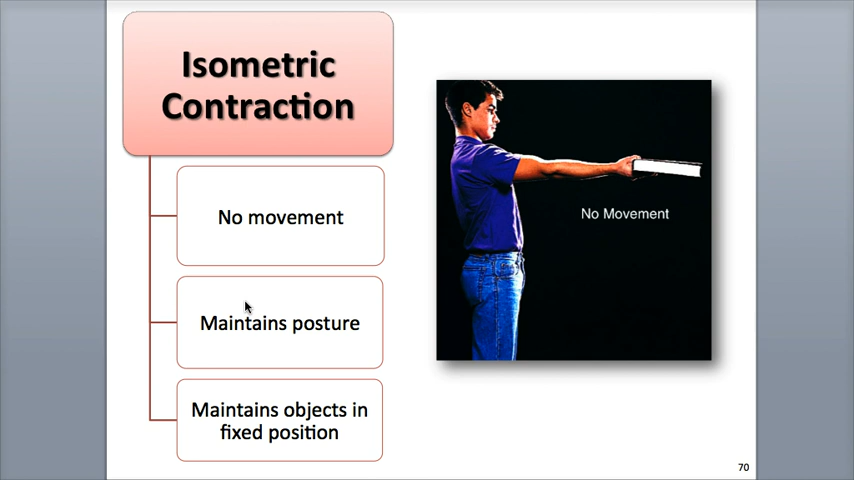 Isometric
Contraction
No movement
Maintains posture
Maintains objects in
fixed position
No Movement
70